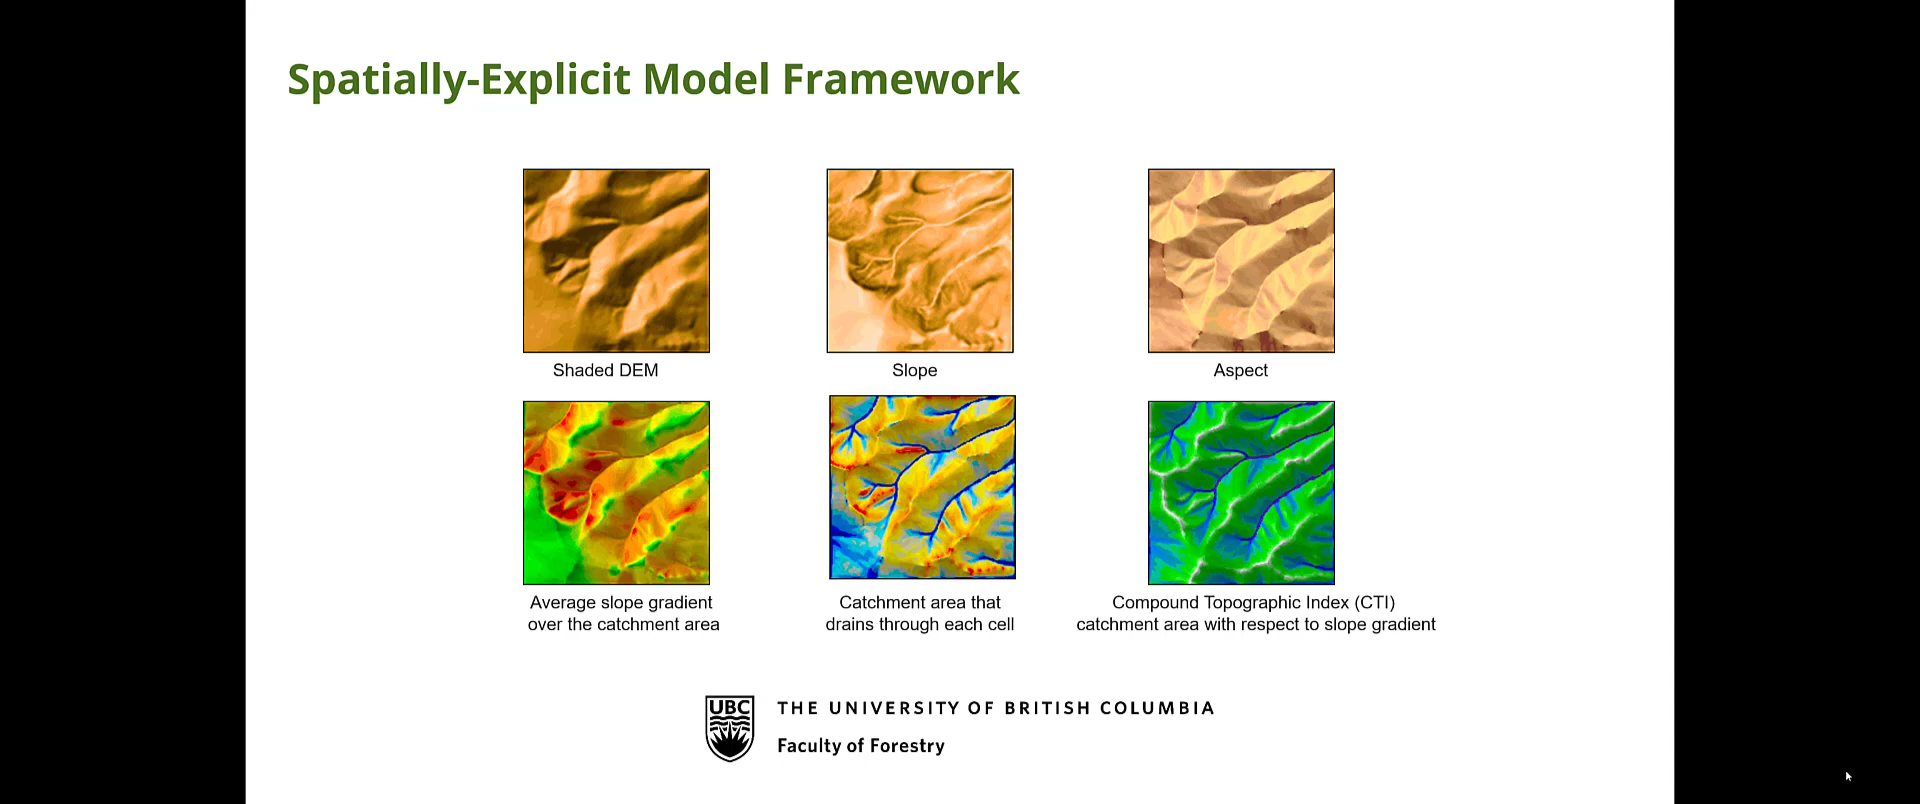 Spatially-Explicit Model Framework
Shaded DEM
Slope
Aspect
Average slope gradient
over the catchment area
Catchment area that
drains through each cell
Compound Topographic Index (CTI)
catchment area with respect to slope gradient
UBC
THE UNIVERSITY OF BRITISH COLUMBIA
Faculty of Forestry